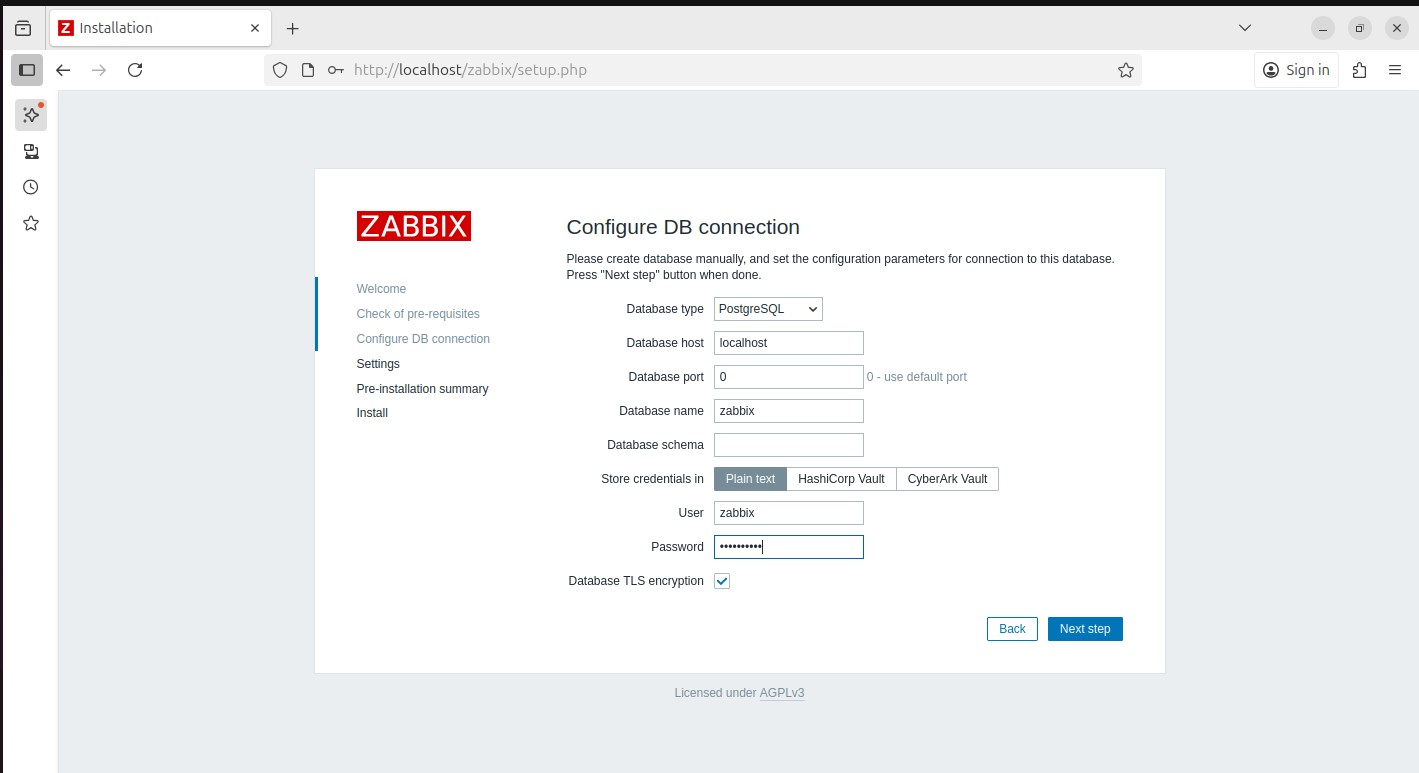 Installation
http://localhost/zabbix/setup.php
Sign in
ZABBIX
Welcome
Check of pre-requisites
Configure DB connection
Settings
Pre-installation summary
Install
Configure DB connection
Please create database manually, and set the configuration parameters for connection to this database.
Press "Next step" button when done.
Database type PostgreSQL
Database host localhost
Database port 0 0 - use default port
Database name zabbix
Database schema
Store credentials in Plain text HashiCorp Vault CyberArk Vault
User zabbix
Password ••••••••••
Database TLS encryption
Back Next step
Licensed under AGPLv3